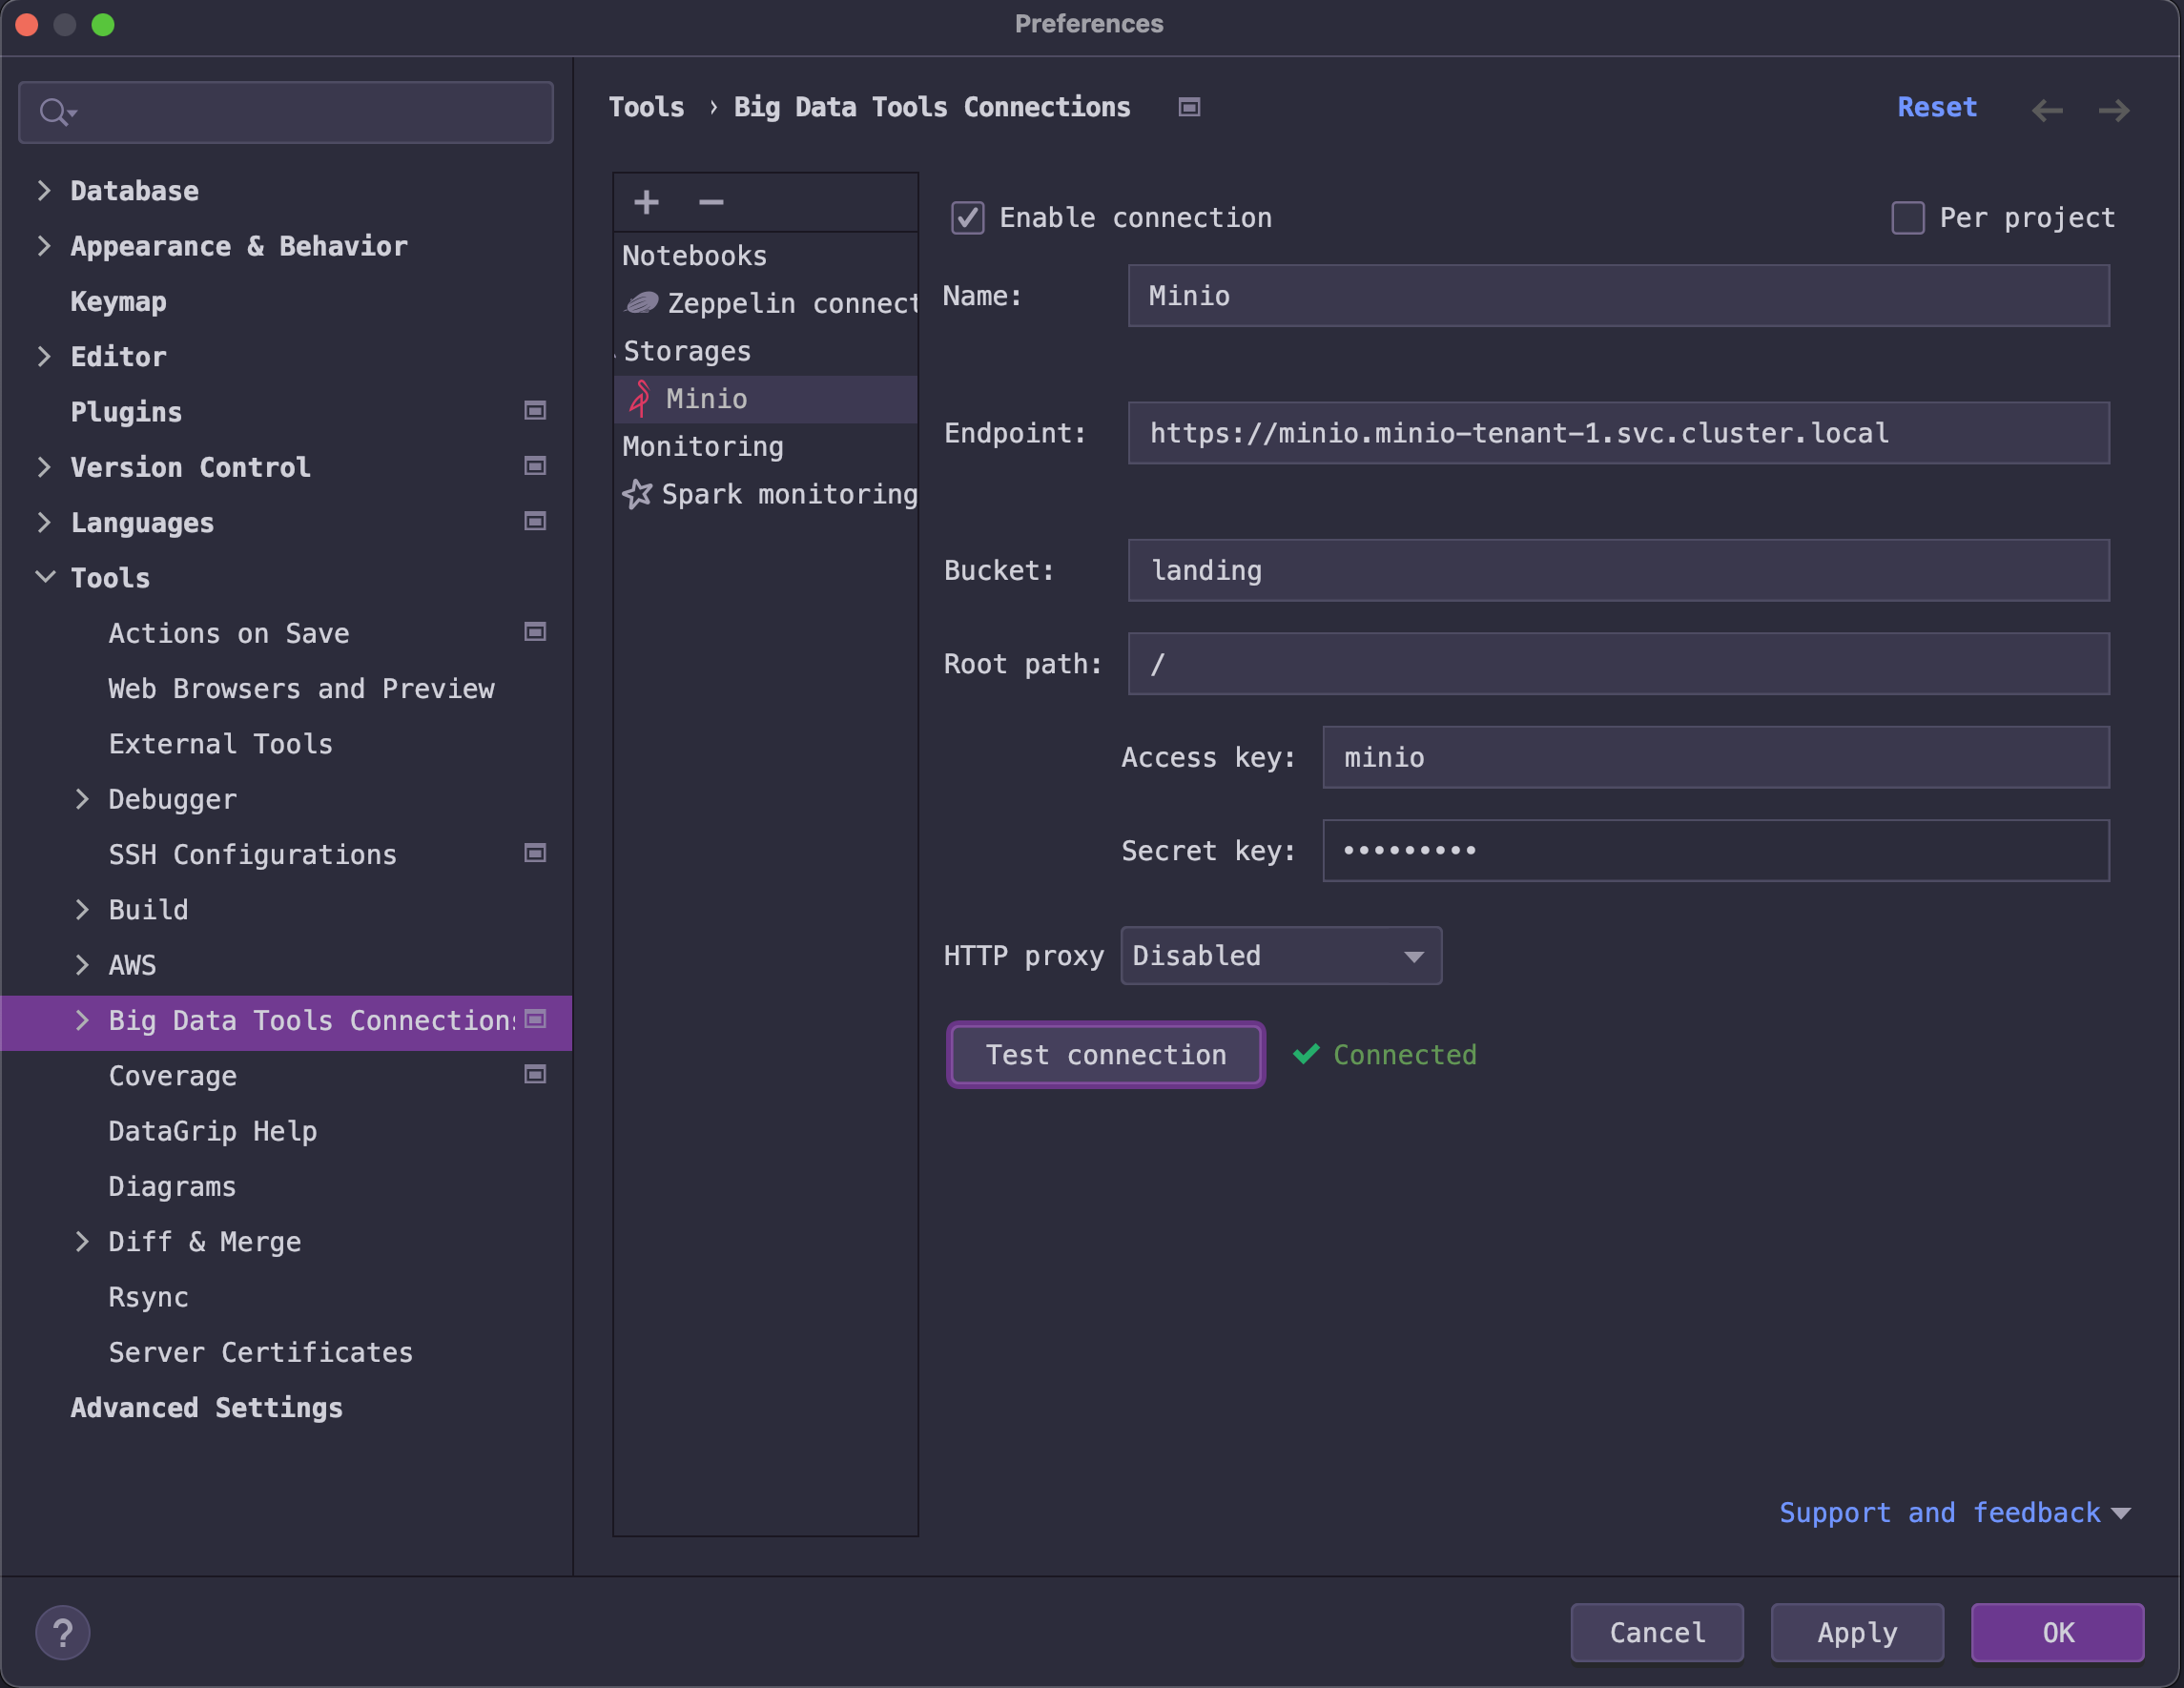 Preferences
Database
Appearance & Behavior
Keymap
Editor
Plugins
Version Control
Languages
Tools
Actions on Save
Web Browsers and Preview
External Tools
Debugger
SSH Configurations
Build
AWS
Big Data Tools Connections
Coverage
DataGrip Help
Diagrams
Diff & Merge
Rsync
Server Certificates
Advanced Settings
Tools › Big Data Tools Connections
Reset
Notebooks
Zeppelin connect
Storages
Minio
Monitoring
Spark monitoring
Enable connection
Per project
Name: Minio
Endpoint: https://minio.minio-tenant-1.svc.cluster.local
Bucket: landing
Root path: /
Access key: minio
Secret key: •••••••••
HTTP proxy Disabled
Test connection Connected
Support and feedback
?
Cancel Apply OK